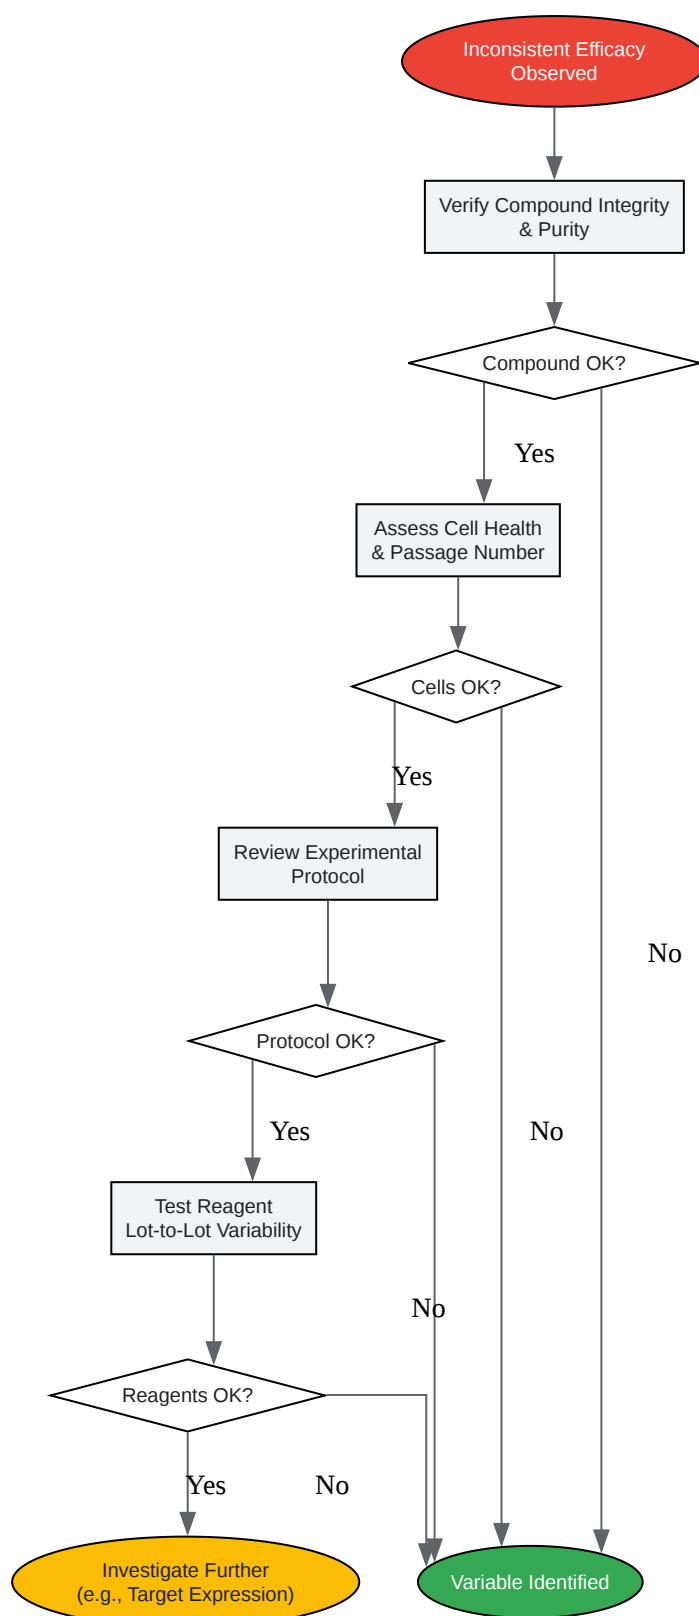 Inconsistent Efficacy
Observed
Verify Compound Integrity
& Purity
Compound OK?
Yes
Assess Cell Health
& Passage Number
Cells OK?
Yes
Review Experimental
Protocol
No
Protocol OK?
Yes
No
Test Reagent
Lot-to-Lot Variability
No
Reagents OK?
Yes
No
Investigate Further
(e.g., Target Expression)
Variable Identified